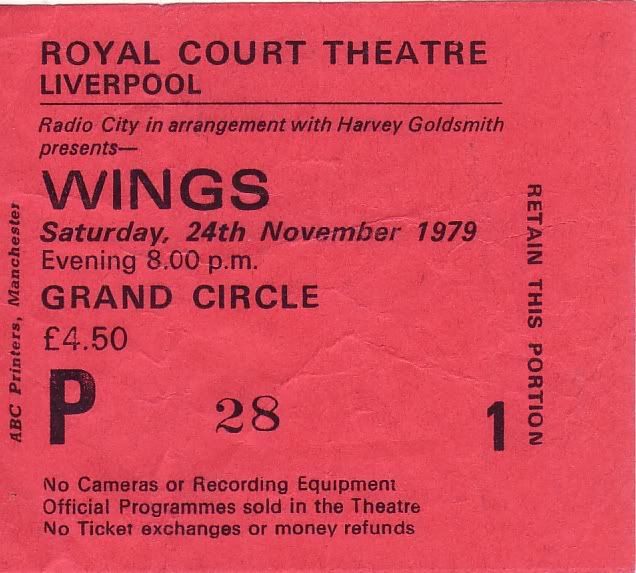 ROYAL COURT THEATRE
LIVERPOOL
Radio City in arrangement with Harvey Goldsmith
presents—
WINGS
Saturday, 24th November 1979
Evening 8.00 p.m.
GRAND CIRCLE
£4.50
P 28 1
No Cameras or Recording Equipment
Official Programmes sold in the Theatre
No Ticket exchanges or money refunds
ABC Printers, Manchester
RETAIN THIS PORTION